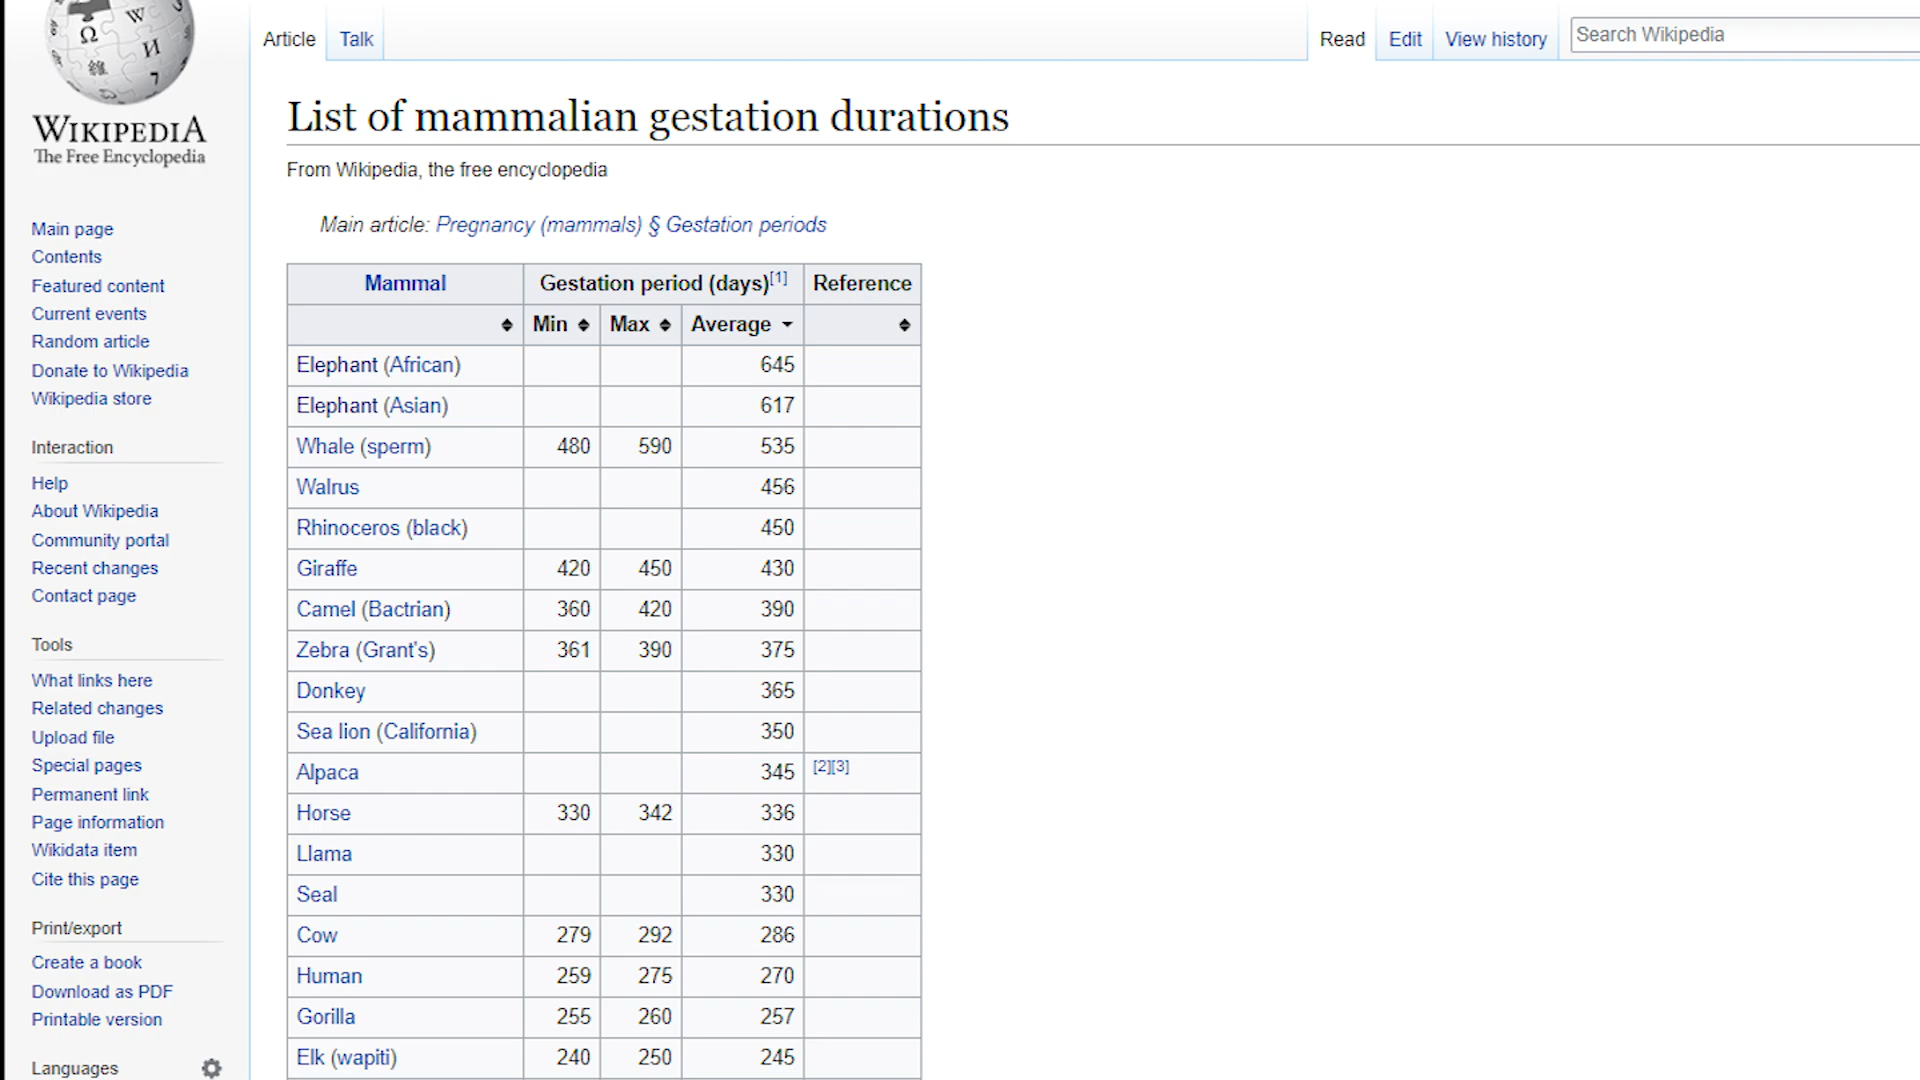 Ω W И 維 7
WIKIPEDIA
The Free Encyclopedia
Main page
Contents
Featured content
Current events
Random article
Donate to Wikipedia
Wikipedia store
Interaction
Help
About Wikipedia
Community portal
Recent changes
Contact page
Tools
What links here
Related changes
Upload file
Special pages
Permanent link
Page information
Wikidata item
Cite this page
Print/export
Create a book
Download as PDF
Printable version
Languages
Article Talk Read Edit View history Search Wikipedia
List of mammalian gestation durations
From Wikipedia, the free encyclopedia
Main article: Pregnancy (mammals) § Gestation periods
Mammal Gestation period (days)[1] Reference
Min Max Average
Elephant (African) 645
Elephant (Asian) 617
Whale (sperm) 480 590 535
Walrus 456
Rhinoceros (black) 450
Giraffe 420 450 430
Camel (Bactrian) 360 420 390
Zebra (Grant's) 361 390 375
Donkey 365
Sea lion (California) 350
Alpaca 345 [2][3]
Horse 330 342 336
Llama 330
Seal 330
Cow 279 292 286
Human 259 275 270
Gorilla 255 260 257
Elk (wapiti) 240 250 245